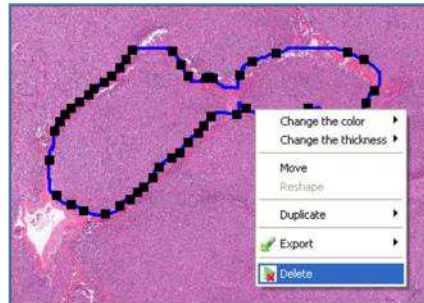 Change the color
Change the thickness
Move
Reshape
Duplicate
Export
Delete